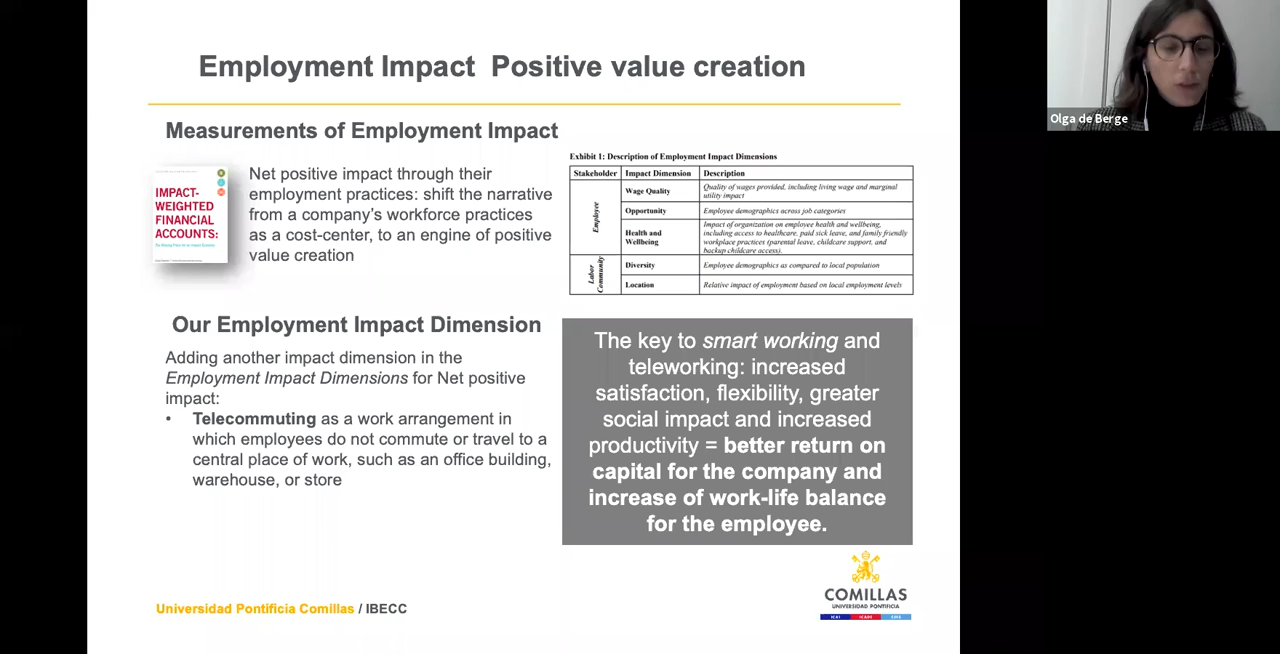 Employment Impact Positive value creation
Measurements of Employment Impact
IMPACT-
WEIGHTED
FINANCIAL
ACCOUNTS:
Net positive impact through their
employment practices: shift the narrative
from a company's workforce practices
as a cost-center, to an engine of positive
value creation
Exhibit 1: Description of Employment Impact Dimensions
Stakeholder Impact Dimension Description
Employee
Wage Quality
Quality of wages provided, including living wage and marginal
utility impact
Opportunity
Employee demographics across job categories
Health and
Wellbeing
Impact of organization on employee health and wellbeing,
including access to healthcare, paid sick leave, and family friendly
workplace practices (parental leave, childcare support, and
backup childcare access).
Labor
Community
Diversity
Employee demographics as compared to local population
Location
Relative impact of employment based on local employment levels
Our Employment Impact Dimension
Adding another impact dimension in the
Employment Impact Dimensions for Net positive
impact:
• Telecommuting as a work arrangement in
which employees do not commute or travel to a
central place of work, such as an office building,
warehouse, or store
The key to smart working and
teleworking: increased
satisfaction, flexibility, greater
social impact and increased
productivity = better return on
capital for the company and
increase of work-life balance
for the employee.
Universidad Pontificia Comillas / IBECC
COMILLAS
UNIVERSIDAD PONTIFICIA
ICAI ICADE CIHS
Olga de Berge